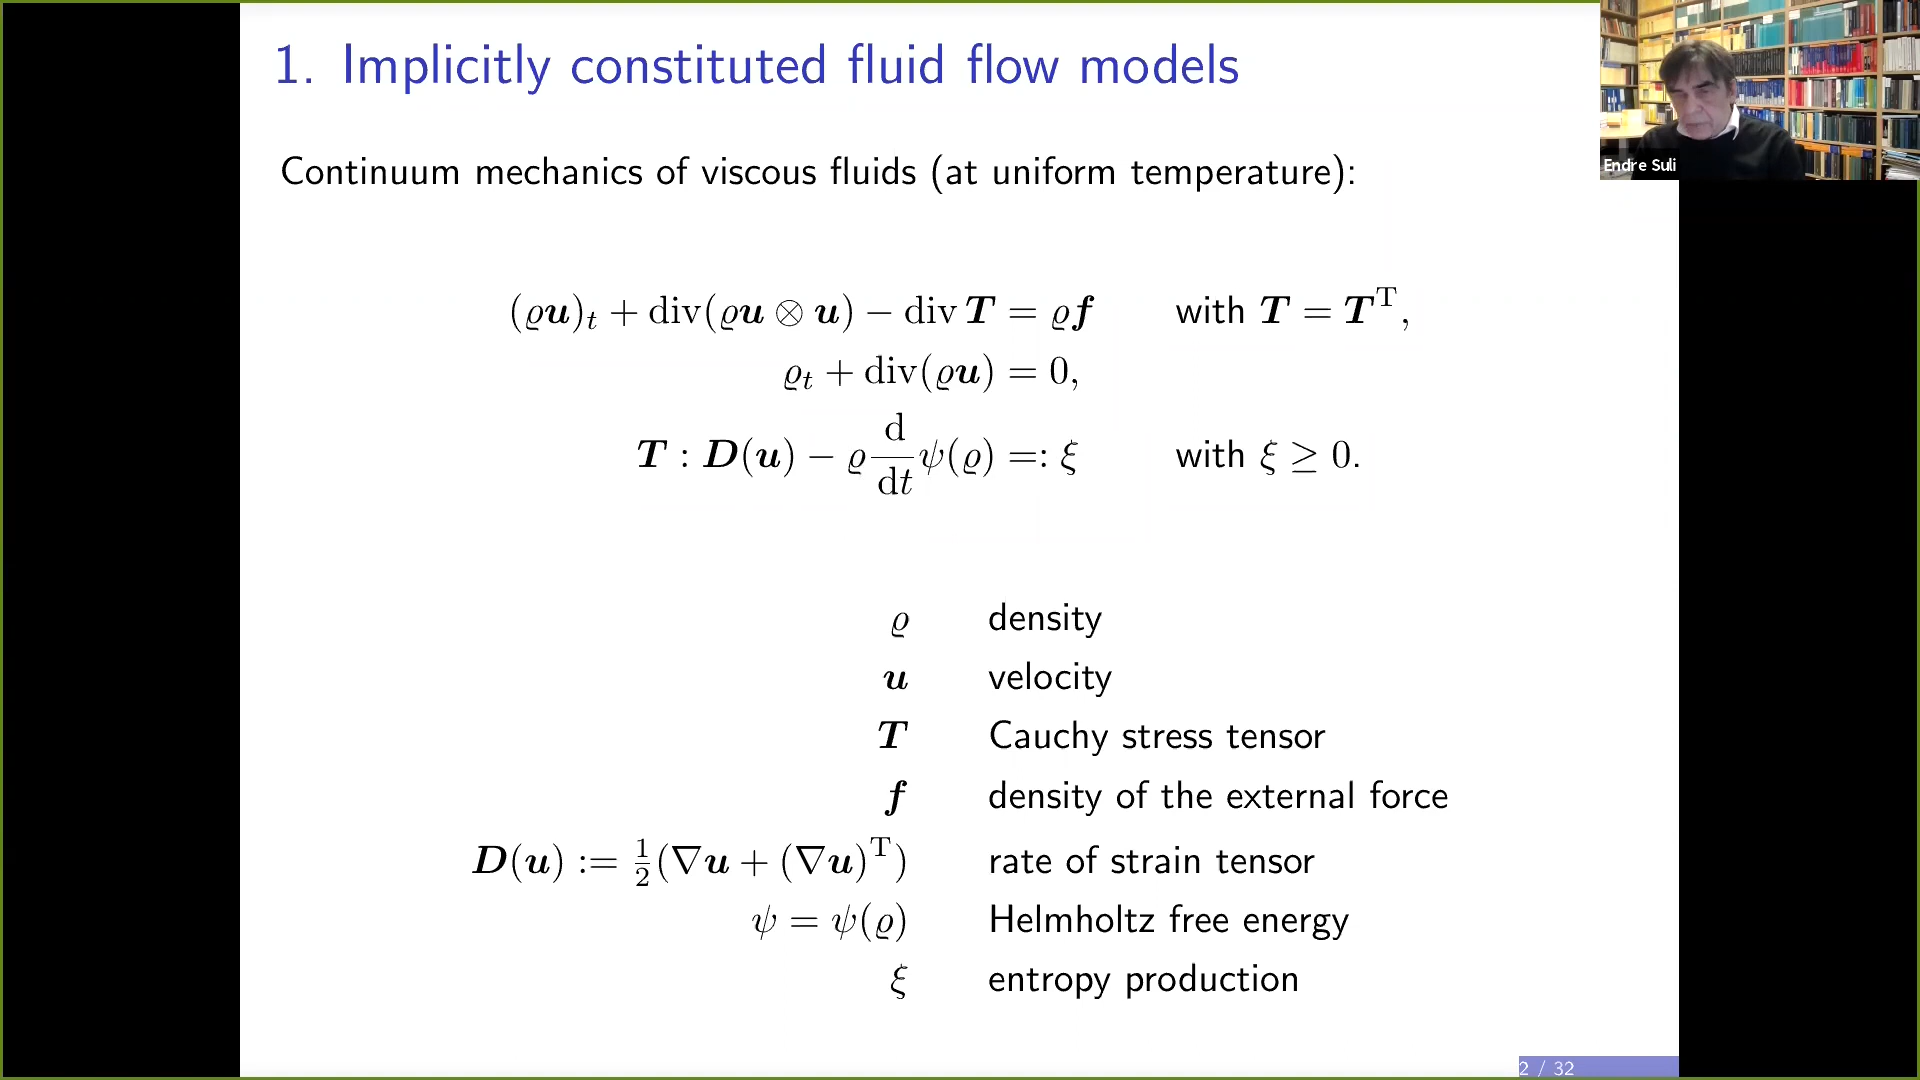 1. Implicitly constituted fluid flow models
Endre Suli
Continuum mechanics of viscous fluids (at uniform temperature):
(ϱ𝒖)ₜ + div(ϱ𝒖 ⊗ 𝒖) − div 𝑻 = ϱ𝒇 with 𝑻 = 𝑻ᵀ,
ϱₜ + div(ϱ𝒖) = 0,
𝑻 : 𝑫(𝒖) − ϱ d/dt ψ(ϱ) =: ξ with ξ ≥ 0.
ϱ density
𝒖 velocity
𝑻 Cauchy stress tensor
𝒇 density of the external force
𝑫(𝒖) := ½(∇𝒖 + (∇𝒖)ᵀ) rate of strain tensor
ψ = ψ(ϱ) Helmholtz free energy
ξ entropy production
2 / 32